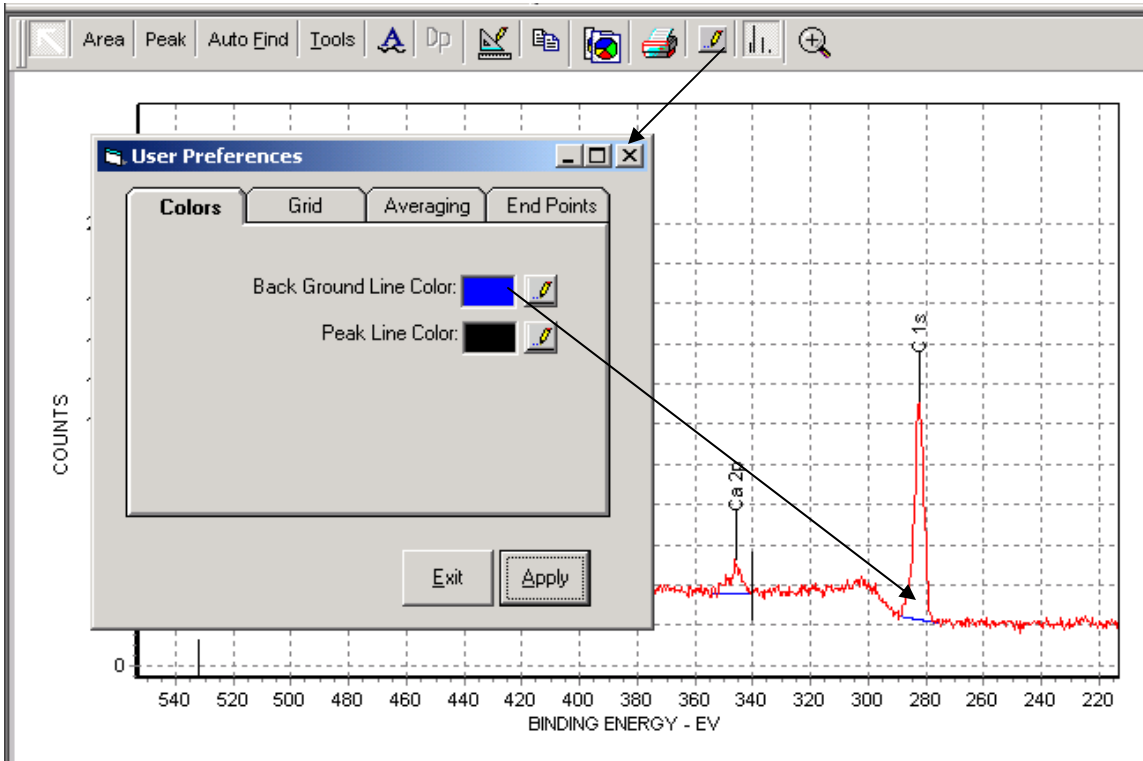 Area Peak Auto Find Tools A Dp
User Preferences
Colors Grid Averaging End Points
Back Ground Line Color:
Peak Line Color:
Exit Apply
COUNTS
C 1s
Ca 2p
0
540 520 500 480 460 440 420 400 380 360 340 320 300 280 260 240 220
BINDING ENERGY - EV